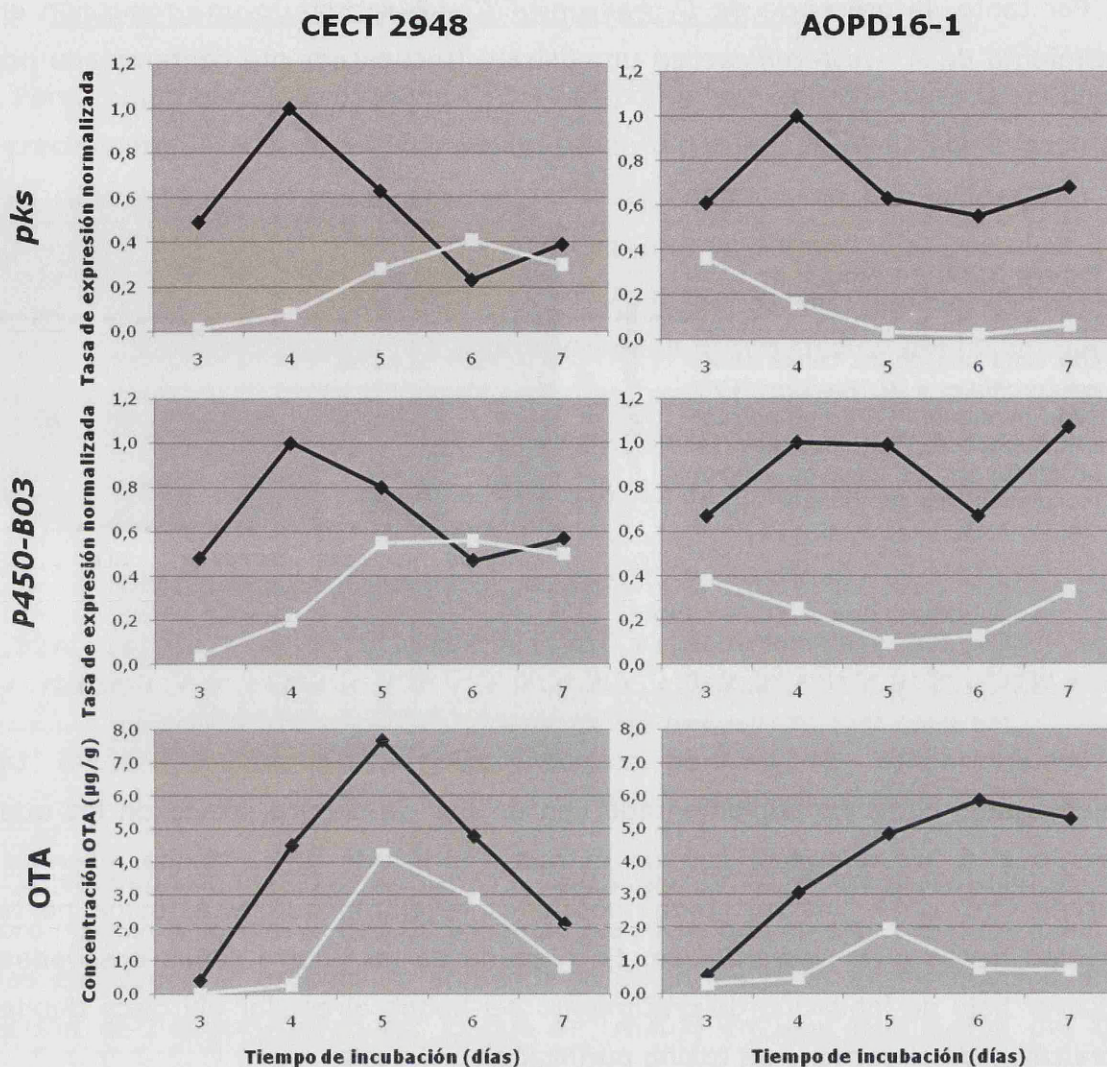 CECT 2948
AOPD16-1
pks
Tasa de expresión normalizada
1,2
1,0
0,8
0,6
0,4
0,2
0,0
3 4 5 6 7
1,2
1,0
0,8
0,6
0,4
0,2
0,0
3 4 5 6 7
P450-B03
Tasa de expresión normalizada
1,2
1,0
0,8
0,6
0,4
0,2
0,0
3 4 5 6 7
1,2
1,0
0,8
0,6
0,4
0,2
0,0
3 4 5 6 7
OTA
Concentración OTA (µg/g)
8,0
7,0
6,0
5,0
4,0
3,0
2,0
1,0
0,0
3 4 5 6 7
Tiempo de incubación (días)
8,0
7,0
6,0
5,0
4,0
3,0
2,0
1,0
0,0
3 4 5 6 7
Tiempo de incubación (días)